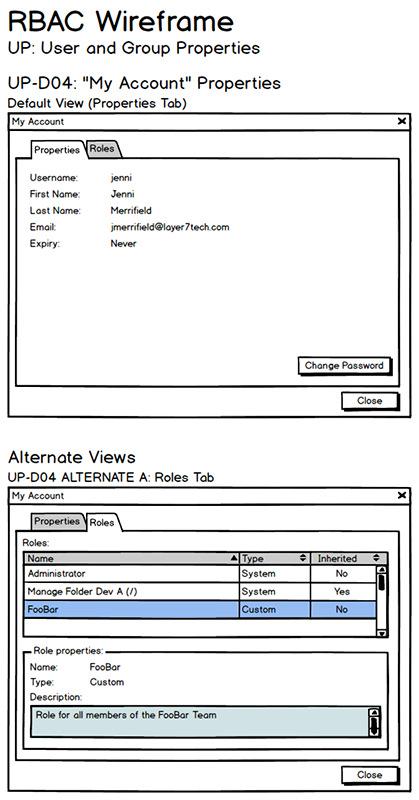 RBAC Wireframe
UP: User and Group Properties
UP-D04: "My Account" Properties
Default View (Properties Tab)
My Account
Properties Roles
Username: jenni
First Name: Jenni
Last Name: Merrifield
Email: jmerrifield@layer7tech.com
Expiry: Never
Change Password
Close
Alternate Views
UP-D04 ALTERNATE A: Roles Tab
My Account
Properties Roles
Roles:
Name Type Inherited
Administrator System No
Manage Folder Dev A (/) System Yes
FooBar Custom No
Role properties:
Name: FooBar
Type: Custom
Description:
Role for all members of the FooBar Team
Close